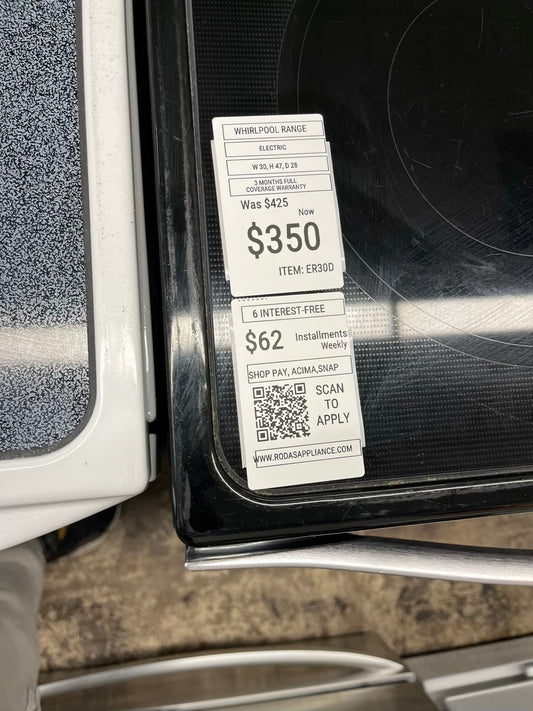 WHIRLPOOL RANGE
ELECTRIC
W 30, H 47, D 28
3 MONTHS FULL
COVERAGE WARRANTY
Was $425
Now
$350
ITEM: ER30D
6 INTEREST-FREE
$62 Installments
Weekly
SHOP PAY, ACIMA,SNAP
SCAN
TO
APPLY
WWW.RODASAPPLIANCE.COM